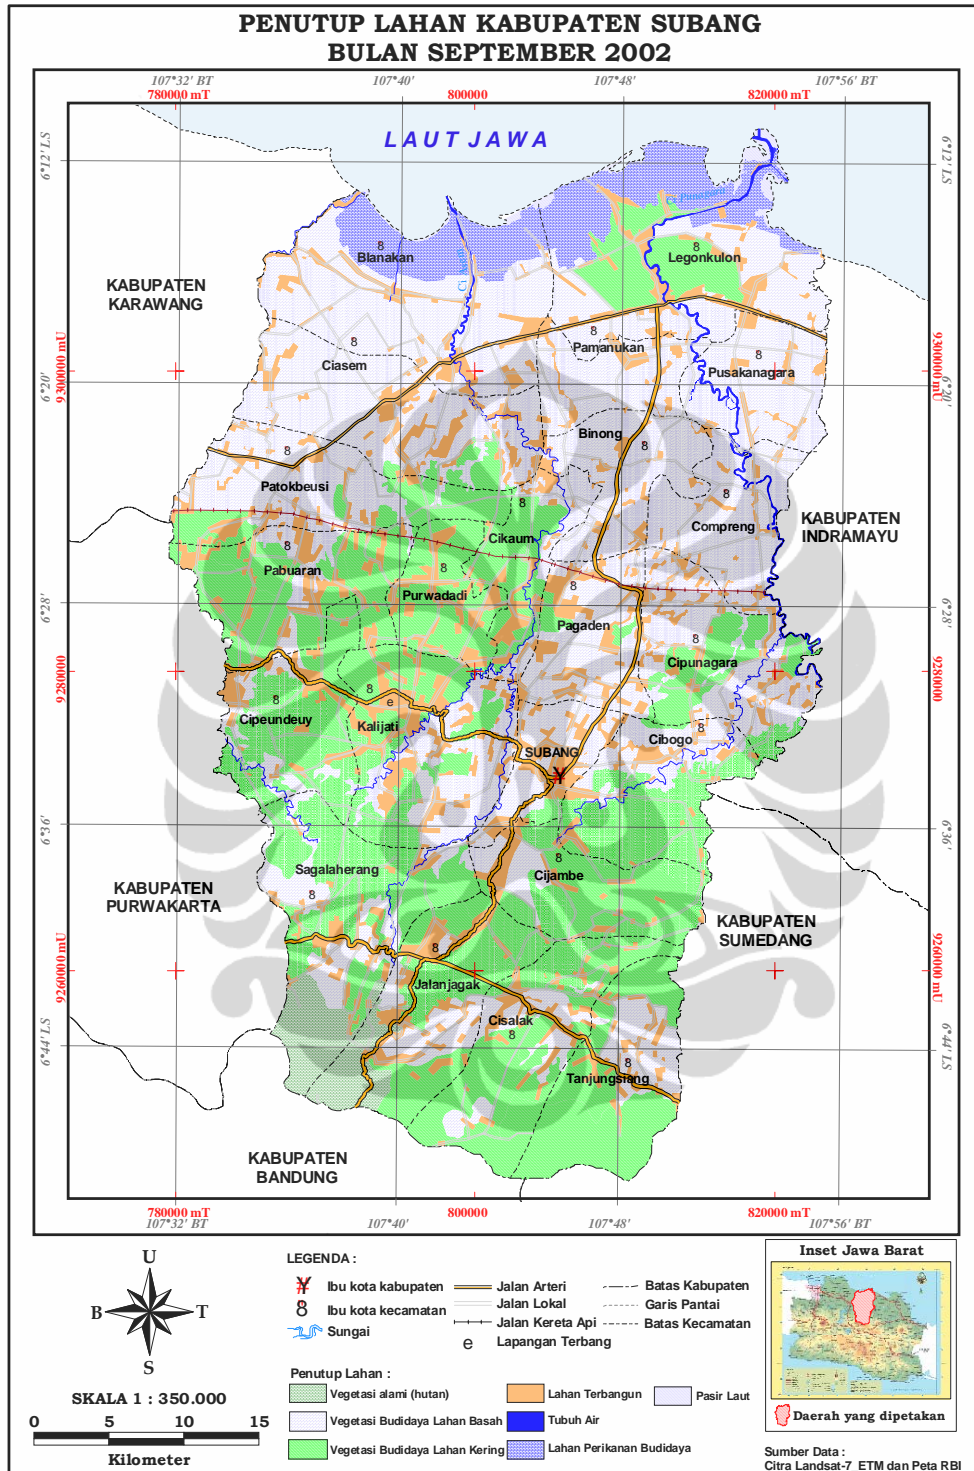 PENUTUP LAHAN KABUPATEN SUBANG
BULAN SEPTEMBER 2002
107°32' BT
107°40'
107°48'
107°56' BT
780000 mT
800000
820000 mT
6°12' LS
6°12' LS
LAUT JAWA
Ci Punagara
Blanakan
Legonkulon
Ci Asem
KABUPATEN
KARAWANG
Pamanukan
Ciasem
Pusakanagara
9300000 mU
9300000 mU
6°20'
6°20'
Binong
Patokbeusi
Compreng
KABUPATEN
INDRAMAYU
Cikaum
Pabuaran
Purwadadi
6°28'
6°28'
Pagaden
Cipunagara
9280000
9280000
Cipeundeuy
Kalijati
e
Cibogo
SUBANG
6°36'
6°36'
Sagalaherang
Cijambe
KABUPATEN
PURWAKARTA
KABUPATEN
SUMEDANG
9260000 mU
9260000 mU
Jalanjagak
Cisalak
6°44' LS
6°44' LS
Tanjungsiang
KABUPATEN
BANDUNG
780000 mT
800000
820000 mT
107°32' BT
107°40'
107°48'
107°56' BT
U
B
T
S
SKALA 1 : 350.000
0 5 10 15
Kilometer
LEGENDA :
Ibu kota kabupaten
Ibu kota kecamatan
Sungai
Jalan Arteri
Jalan Lokal
Jalan Kereta Api
e Lapangan Terbang
Batas Kabupaten
Garis Pantai
Batas Kecamatan
Penutup Lahan :
Vegetasi alami (hutan)
Vegetasi Budidaya Lahan Basah
Vegetasi Budidaya Lahan Kering
Lahan Terbangun
Tubuh Air
Lahan Perikanan Budidaya
Pasir Laut
Inset Jawa Barat
Daerah yang dipetakan
Sumber Data :
Citra Landsat-7 ETM dan Peta RBI